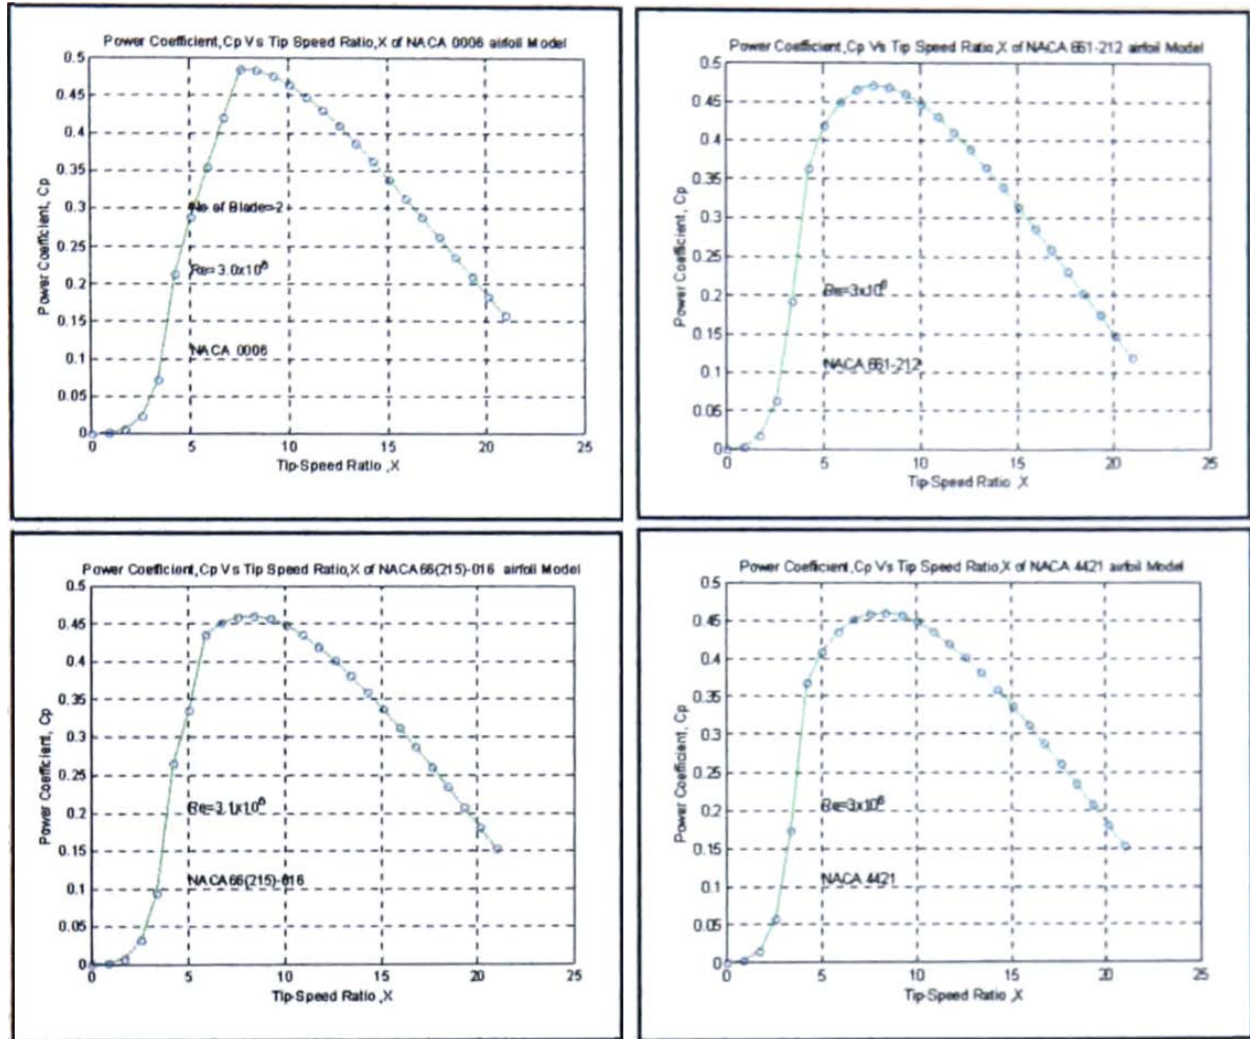 Power Coefficient,Cp Vs Tip Speed Ratio,X of NACA 0006 airfoil Model
0.5
0.45
0.4
0.35
0.3
0.25
0.2
0.15
0.1
0.05
0
Power Coefficient, Cp
No of Blade=2
Re=3.0x10⁶
NACA 0006
0 5 10 15 20 25
Tip-Speed Ratio ,X
Power Coefficient,Cp Vs Tip Speed Ratio,X of NACA 661-212 airfoil Model
0.5
0.45
0.4
0.35
0.3
0.25
0.2
0.15
0.1
0.05
0
Power Coefficient, Cp
Re=3x10⁶
NACA 661-212
0 5 10 15 20 25
Tip-Speed Ratio ,X
Power Coefficient,Cp Vs Tip Speed Ratio,X of NACA66(215)-016 airfoil Model
0.5
0.45
0.4
0.35
0.3
0.25
0.2
0.15
0.1
0.05
0
Power Coefficient, Cp
Re=3.1x10⁶
NACA66(215)-016
0 5 10 15 20 25
Tip-Speed Ratio ,X
Power Coefficient,Cp Vs Tip Speed Ratio,X of NACA 4421 airfoil Model
0.5
0.45
0.4
0.35
0.3
0.25
0.2
0.15
0.1
0.05
0
Power Coefficient, Cp
Re=3x10⁶
NACA 4421
0 5 10 15 20 25
Tip-Speed Ratio ,X